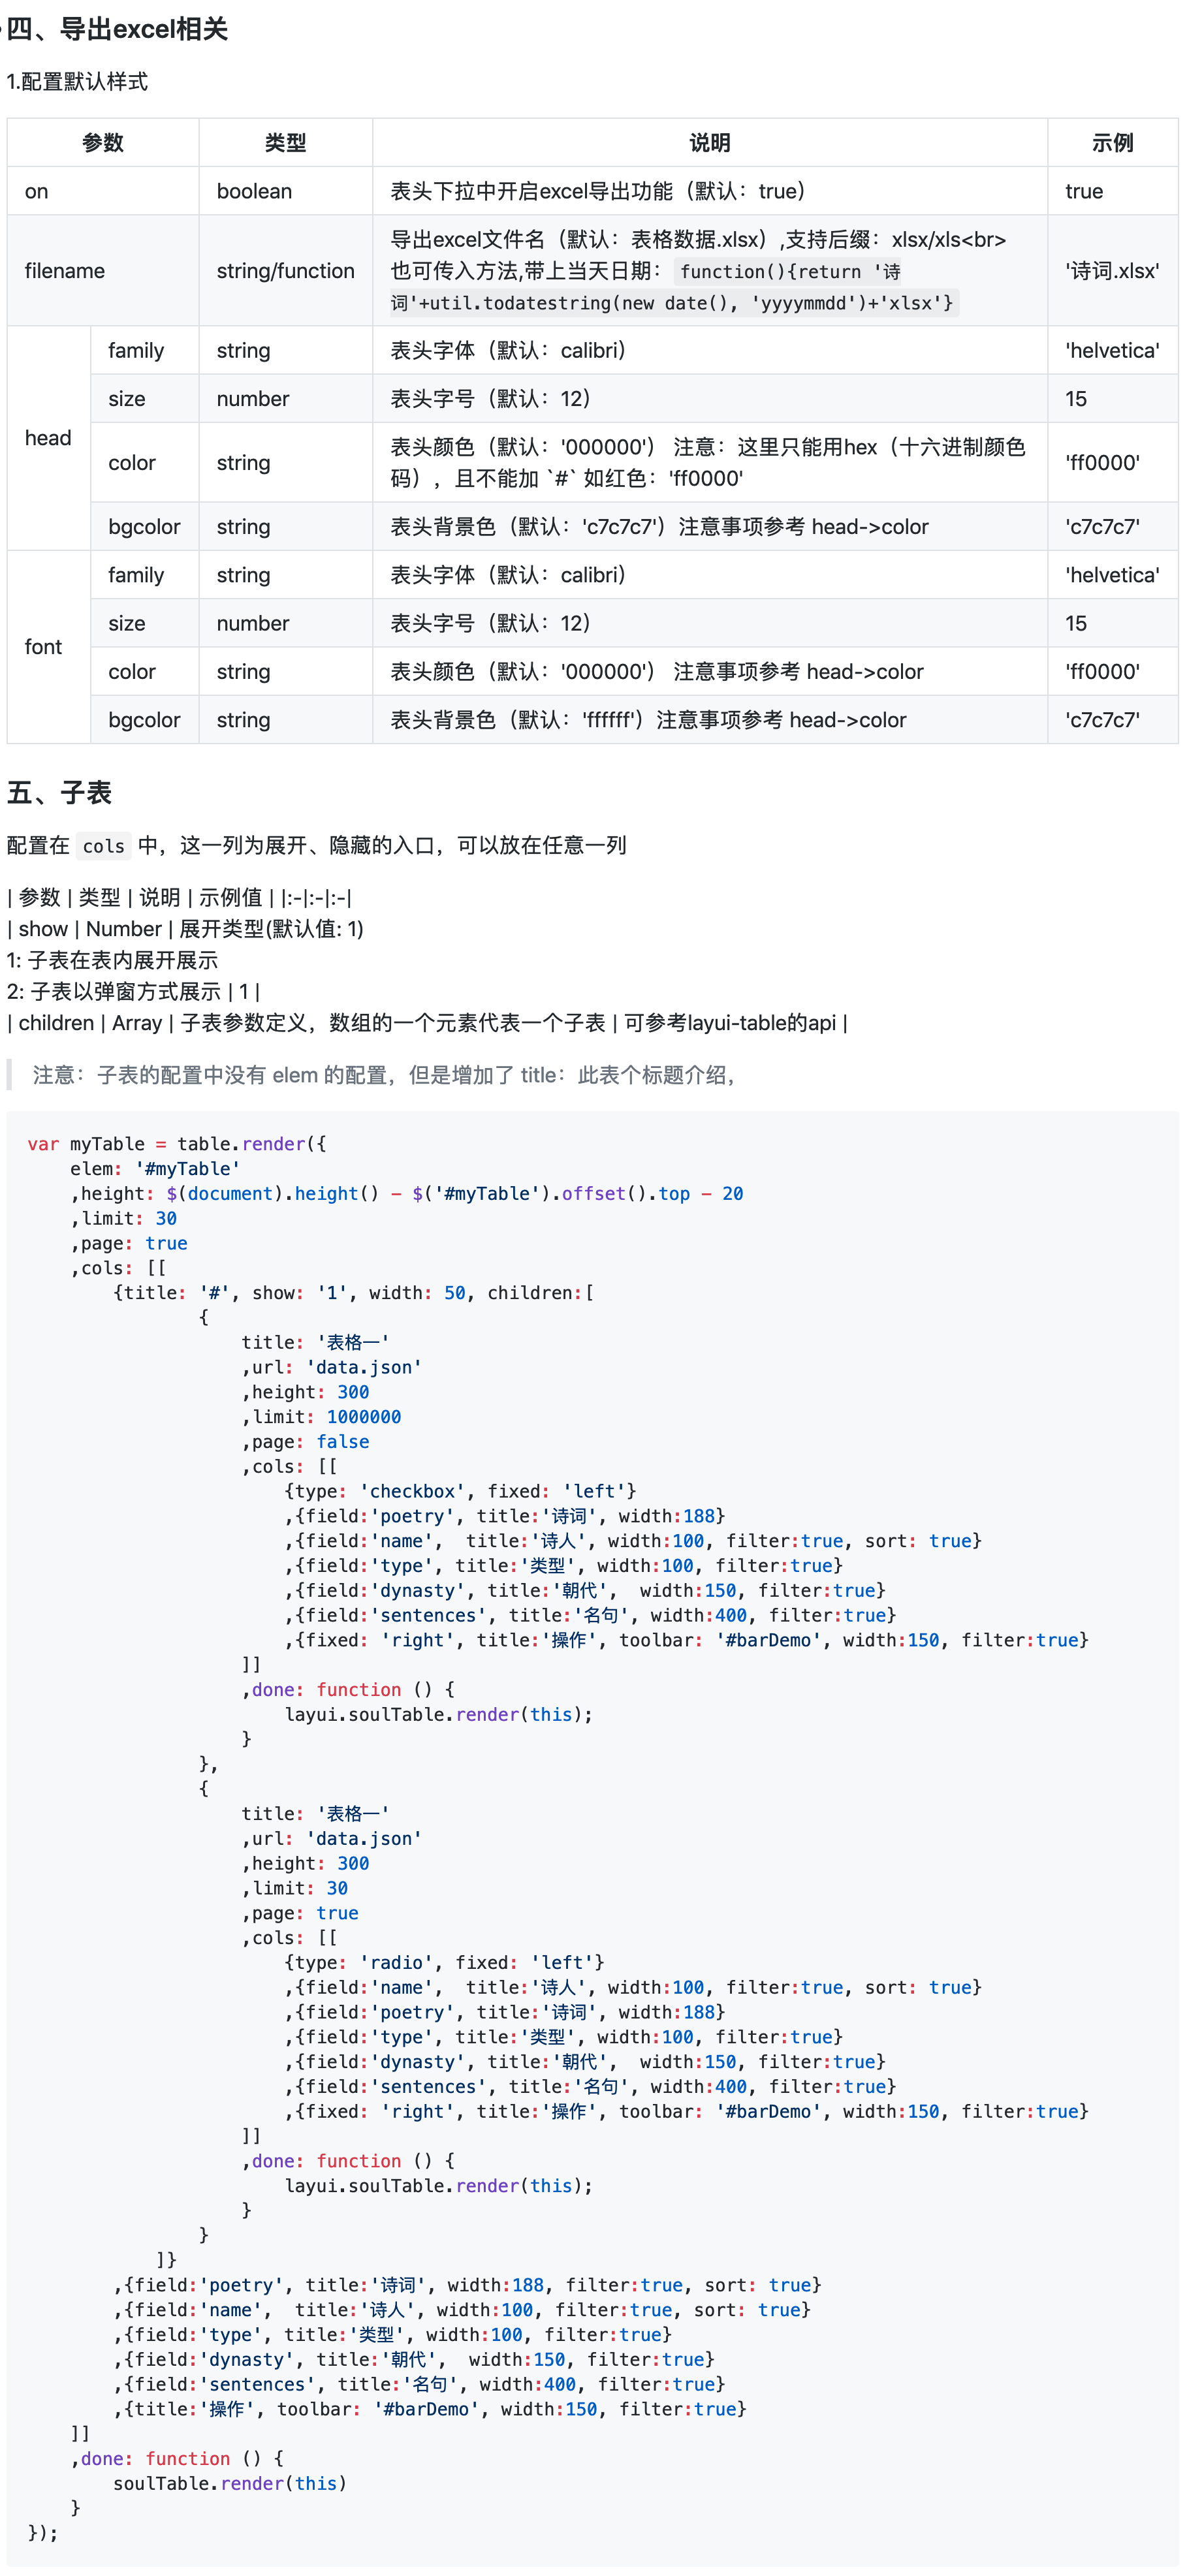 四、导出excel相关
1.配置默认样式
参数 类型 说明 示例
on boolean 表头下拉中开启excel导出功能（默认：true） true
filename string/function 导出excel文件名（默认：表格数据.xlsx）,支持后缀：xlsx/xls<br> '诗词.xlsx'
也可传入方法,带上当天日期： function(){return '诗
词'+util.todatestring(new date(), 'yyyymmdd')+'xlsx'}
head family string 表头字体（默认：calibri） 'helvetica'
size number 表头字号（默认：12） 15
color string 表头颜色（默认：'000000'） 注意：这里只能用hex（十六进制颜色 'ff0000'
码），且不能加 `#` 如红色：'ff0000'
bgcolor string 表头背景色（默认：'c7c7c7'）注意事项参考 head->color 'c7c7c7'
font family string 表头字体（默认：calibri） 'helvetica'
size number 表头字号（默认：12） 15
color string 表头颜色（默认：'000000'） 注意事项参考 head->color 'ff0000'
bgcolor string 表头背景色（默认：'ffffff'）注意事项参考 head->color 'c7c7c7'
五、子表
配置在 cols 中，这一列为展开、隐藏的入口，可以放在任意一列
| 参数 | 类型 | 说明 | 示例值 | |:-|:-|:-|
| show | Number | 展开类型(默认值: 1)
1: 子表在表内展开展示
2: 子表以弹窗方式展示 | 1 |
| children | Array | 子表参数定义，数组的一个元素代表一个子表 | 可参考layui-table的api |
注意：子表的配置中没有 elem 的配置，但是增加了 title：此表个标题介绍，
var myTable = table.render({
    elem: '#myTable'
    ,height: $(document).height() - $('#myTable').offset().top - 20
    ,limit: 30
    ,page: true
    ,cols: [[
        {title: '#', show: '1', width: 50, children:[
                {
                    title: '表格一'
                    ,url: 'data.json'
                    ,height: 300
                    ,limit: 1000000
                    ,page: false
                    ,cols: [[
                        {type: 'checkbox', fixed: 'left'}
                        ,{field:'poetry', title:'诗词', width:188}
                        ,{field:'name',  title:'诗人', width:100, filter:true, sort: true}
                        ,{field:'type', title:'类型', width:100, filter:true}
                        ,{field:'dynasty', title:'朝代',  width:150, filter:true}
                        ,{field:'sentences', title:'名句', width:400, filter:true}
                        ,{fixed: 'right', title:'操作', toolbar: '#barDemo', width:150, filter:true}
                    ]]
                    ,done: function () {
                        layui.soulTable.render(this);
                    }
                },
                {
                    title: '表格一'
                    ,url: 'data.json'
                    ,height: 300
                    ,limit: 30
                    ,page: true
                    ,cols: [[
                        {type: 'radio', fixed: 'left'}
                        ,{field:'name',  title:'诗人', width:100, filter:true, sort: true}
                        ,{field:'poetry', title:'诗词', width:188}
                        ,{field:'type', title:'类型', width:100, filter:true}
                        ,{field:'dynasty', title:'朝代',  width:150, filter:true}
                        ,{field:'sentences', title:'名句', width:400, filter:true}
                        ,{fixed: 'right', title:'操作', toolbar: '#barDemo', width:150, filter:true}
                    ]]
                    ,done: function () {
                        layui.soulTable.render(this);
                    }
                }
            ]}
        ,{field:'poetry', title:'诗词', width:188, filter:true, sort: true}
        ,{field:'name',  title:'诗人', width:100, filter:true, sort: true}
        ,{field:'type', title:'类型', width:100, filter:true}
        ,{field:'dynasty', title:'朝代',  width:150, filter:true}
        ,{field:'sentences', title:'名句', width:400, filter:true}
        ,{title:'操作', toolbar: '#barDemo', width:150, filter:true}
    ]]
    ,done: function () {
        soulTable.render(this)
    }
});